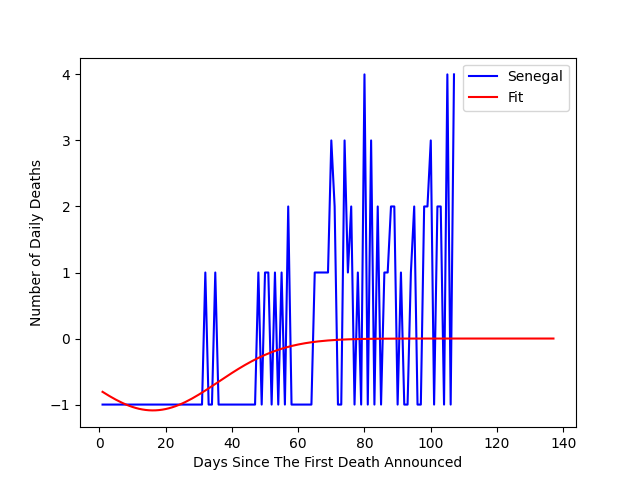 Senegal
Fit
4
3
2
1
0
−1
Number of Daily Deaths
0 20 40 60 80 100 120 140
Days Since The First Death Announced